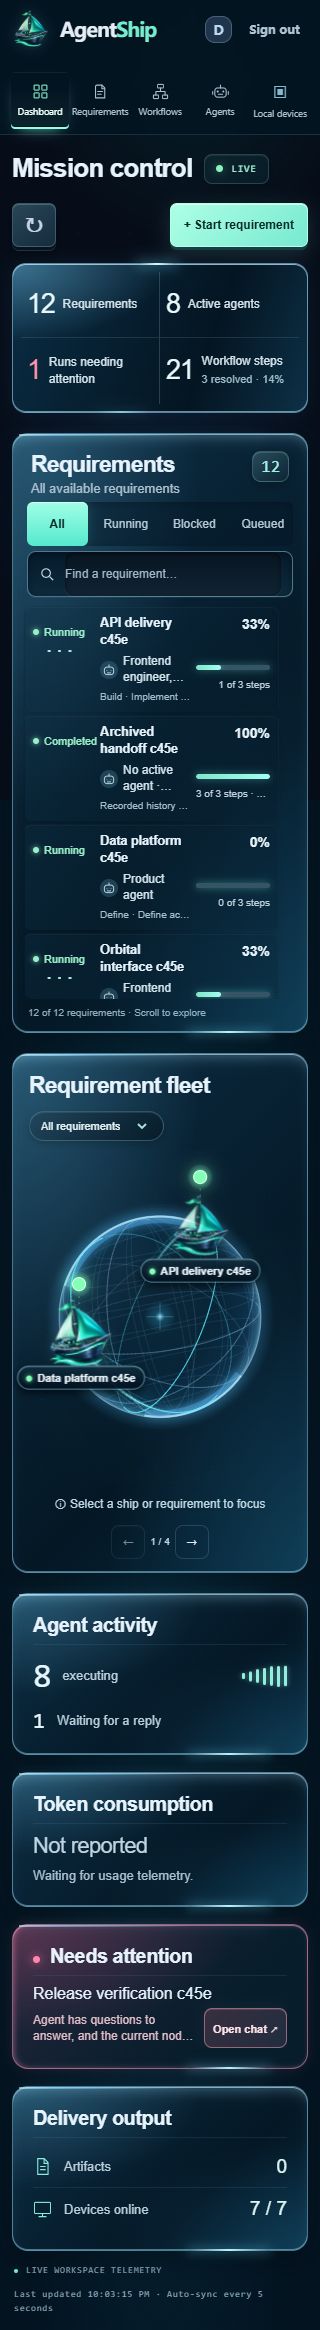 AgentShip
D
Sign out
Dashboard
Requirements
Workflows
Agents
Local devices
Mission control
LIVE
+ Start requirement
12 Requirements
8 Active agents
1 Runs needing
attention
21 Workflow steps
3 resolved · 14%
Requirements
12
All available requirements
All
Running
Blocked
Queued
Find a requirement...
Running
- - -
API delivery
c45e
33%
Frontend
engineer,...
1 of 3 steps
Build · Implement ...
Completed
Archived
handoff c45e
100%
No active
agent ·...
3 of 3 steps · ...
Recorded history ...
Running
Data platform
c45e
0%
Product
agent
0 of 3 steps
Define · Define ac...
Running
- - -
Orbital
interface c45e
33%
Frontend
12 of 12 requirements · Scroll to explore
Requirement fleet
All requirements
API delivery c45e
Data platform c45e
Select a ship or requirement to focus
← 1 / 4 →
Agent activity
8 executing
1 Waiting for a reply
Token consumption
Not reported
Waiting for usage telemetry.
Needs attention
Release verification c45e
Agent has questions to
answer, and the current nod...
Open chat ↗
Delivery output
Artifacts 0
Devices online 7 / 7
LIVE WORKSPACE TELEMETRY
Last updated 10:03:15 PM · Auto-sync every 5
seconds